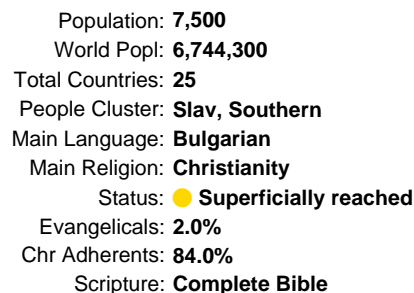 Population: 7,500
World Popl: 6,744,300
Total Countries: 25
People Cluster: Slav, Southern
Main Language: Bulgarian
Main Religion: Christianity
Status: Superficially reached
Evangelicals: 2.0%
Chr Adherents: 84.0%
Scripture: Complete Bible